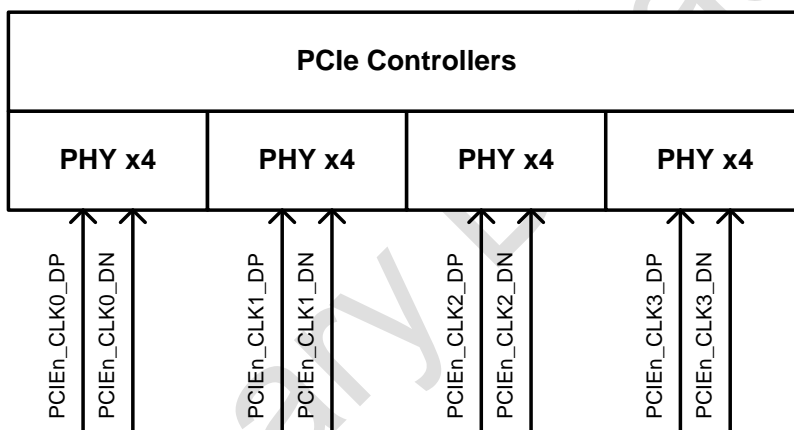 PCIe Controllers
PHY x4
PHY x4
PHY x4
PHY x4
PCIEn_CLK0_DP
PCIEn_CLK0_DN
PCIEn_CLK1_DP
PCIEn_CLK1_DN
PCIEn_CLK2_DP
PCIEn_CLK2_DN
PCIEn_CLK3_DP
PCIEn_CLK3_DN